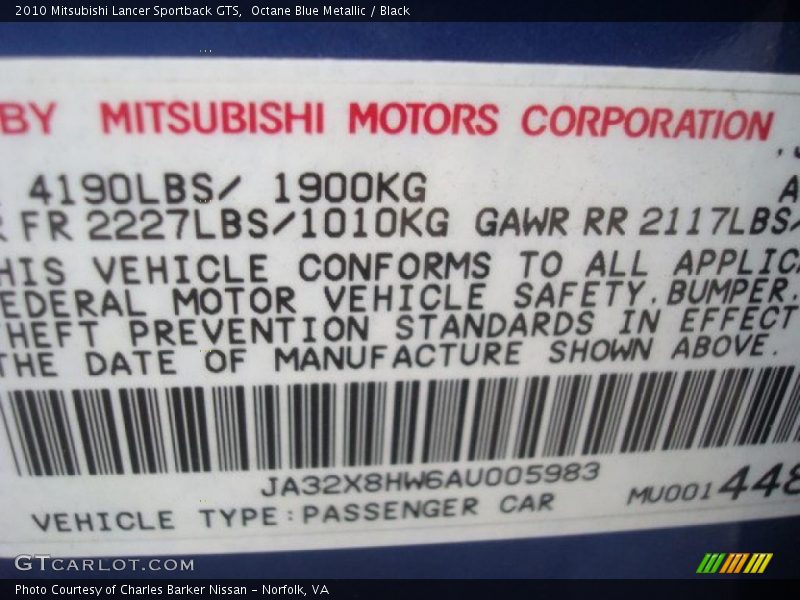 2010 Mitsubishi Lancer Sportback GTS,  Octane Blue Metallic / Black
BY MITSUBISHI MOTORS CORPORATION
4190LBS/ 1900KG
FR 2227LBS/1010KG GAWR RR 2117LBS/
HIS VEHICLE CONFORMS TO ALL APPLIC
EDERAL MOTOR VEHICLE SAFETY, BUMPER,
HEFT PREVENTION STANDARDS IN EFFECT
THE DATE OF MANUFACTURE SHOWN ABOVE.
JA32X8HW6AU005983
MU001448
VEHICLE TYPE:PASSENGER CAR
GTCARLOT.COM
Photo Courtesy of Charles Barker Nissan - Norfolk, VA